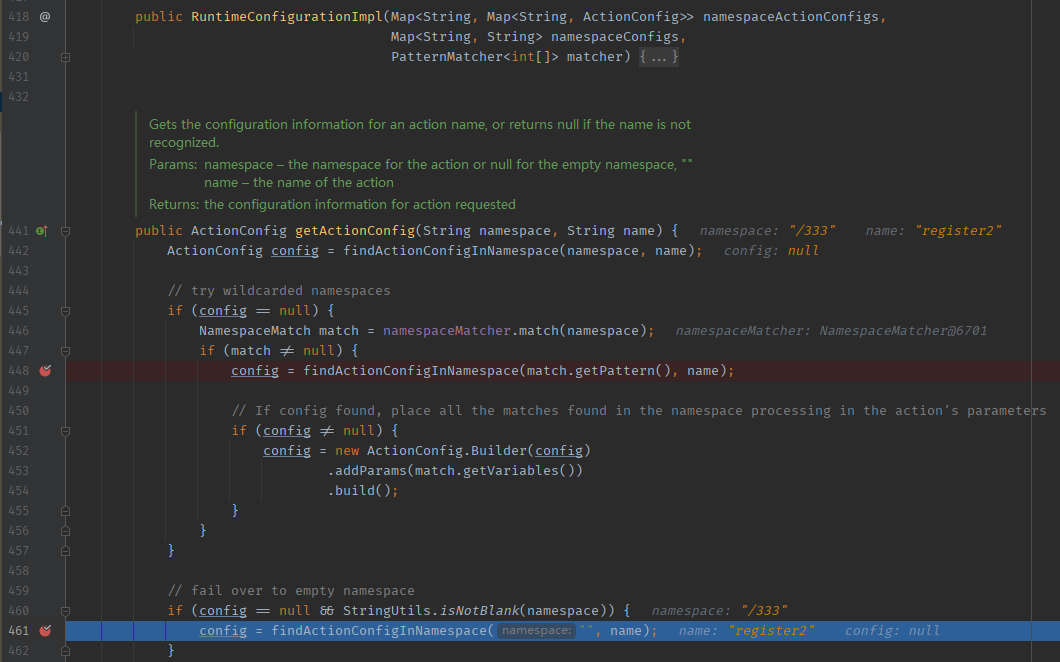 418 @ public RuntimeConfigurationImpl(Map<String, Map<String, ActionConfig>> namespaceActionConfigs,
419 Map<String, String> namespaceConfigs,
420 PatternMatcher<int[]> matcher) {...}
431
432
Gets the configuration information for an action name, or returns null if the name is not
recognized.
Params: namespace – the namespace for the action or null for the empty namespace, ""
name – the name of the action
Returns: the configuration information for action requested
441 public ActionConfig getActionConfig(String namespace, String name) { namespace: "/333" name: "register2"
442 ActionConfig config = findActionConfigInNamespace(namespace, name); config: null
443
444 // try wildcarded namespaces
445 if (config == null) {
446 NamespaceMatch match = namespaceMatcher.match(namespace); namespaceMatcher: NamespaceMatcher@6701
447 if (match ≠ null) {
448 config = findActionConfigInNamespace(match.getPattern(), name);
449
450 // If config found, place all the matches found in the namespace processing in the action's parameters
451 if (config ≠ null) {
452 config = new ActionConfig.Builder(config)
453 .addParams(match.getVariables())
454 .build();
455 }
456 }
457 }
458
459 // fail over to empty namespace
460 if (config == null && StringUtils.isNotBlank(namespace)) { namespace: "/333"
461 config = findActionConfigInNamespace( namespace: "", name); name: "register2" config: null
462 }